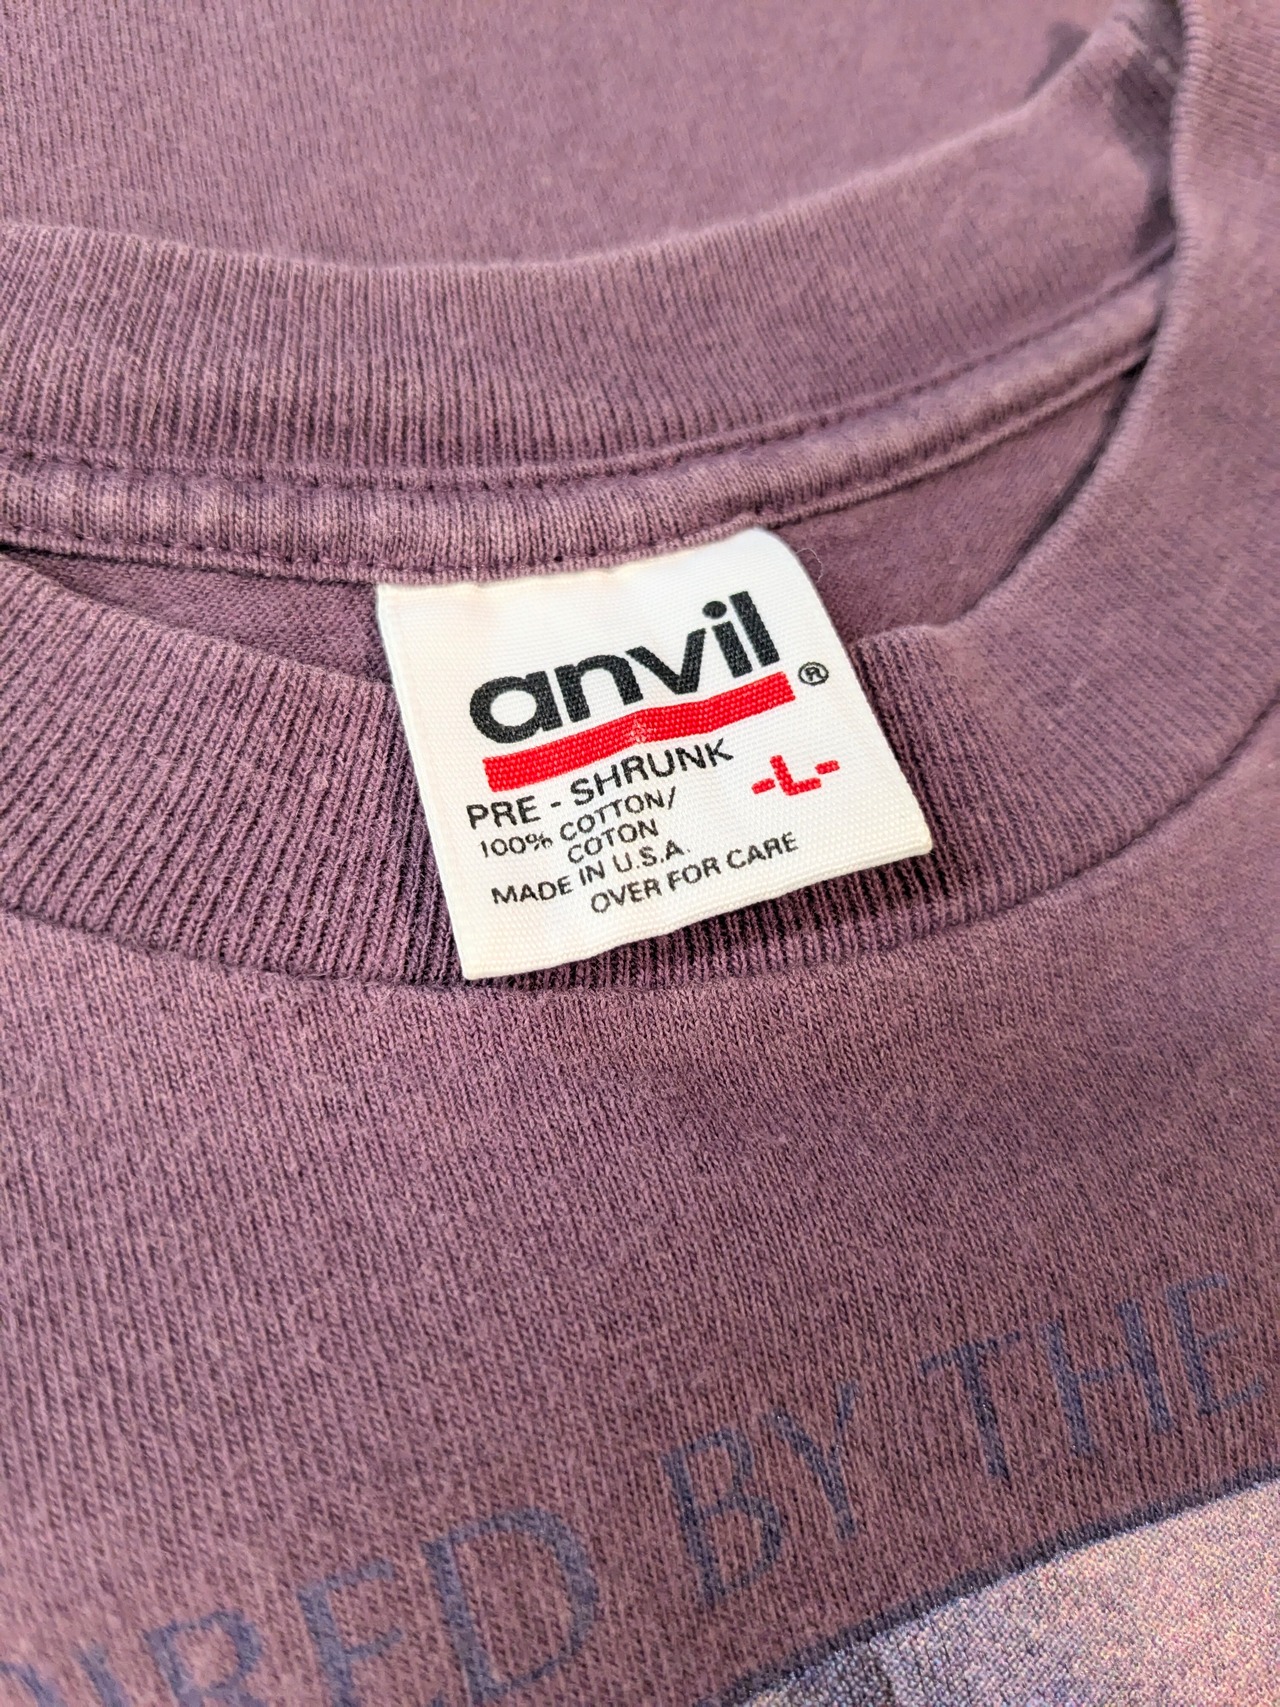 anvil®
PRE - SHRUNK
-L-
100% COTTON/
COTON
MADE IN U.S.A.
OVER FOR CARE
BY THE